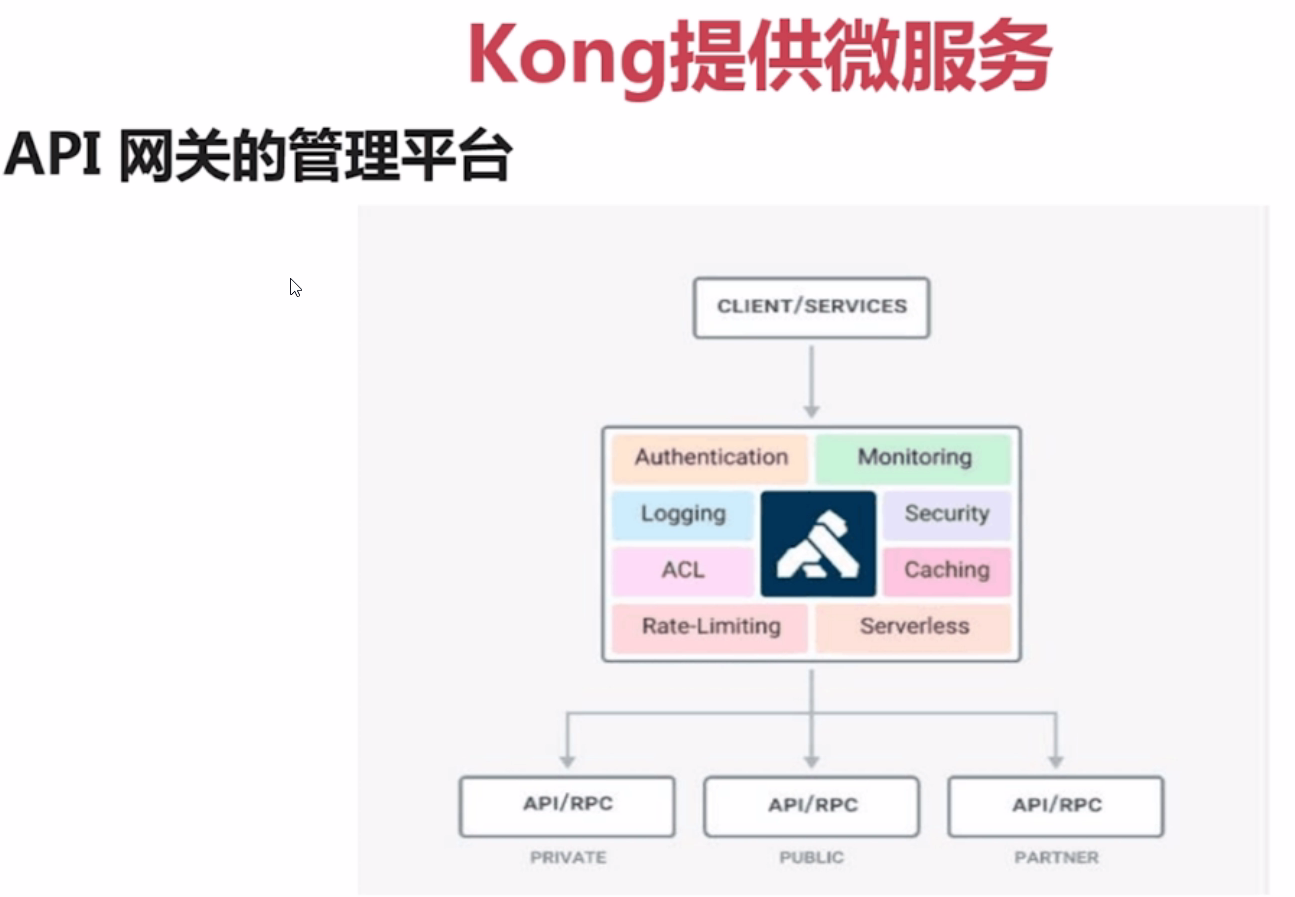 Kong提供微服务
API 网关的管理平台
CLIENT/SERVICES
Authentication
Monitoring
Logging
Security
ACL
Caching
Rate-Limiting
Serverless
API/RPC
API/RPC
API/RPC
PRIVATE
PUBLIC
PARTNER